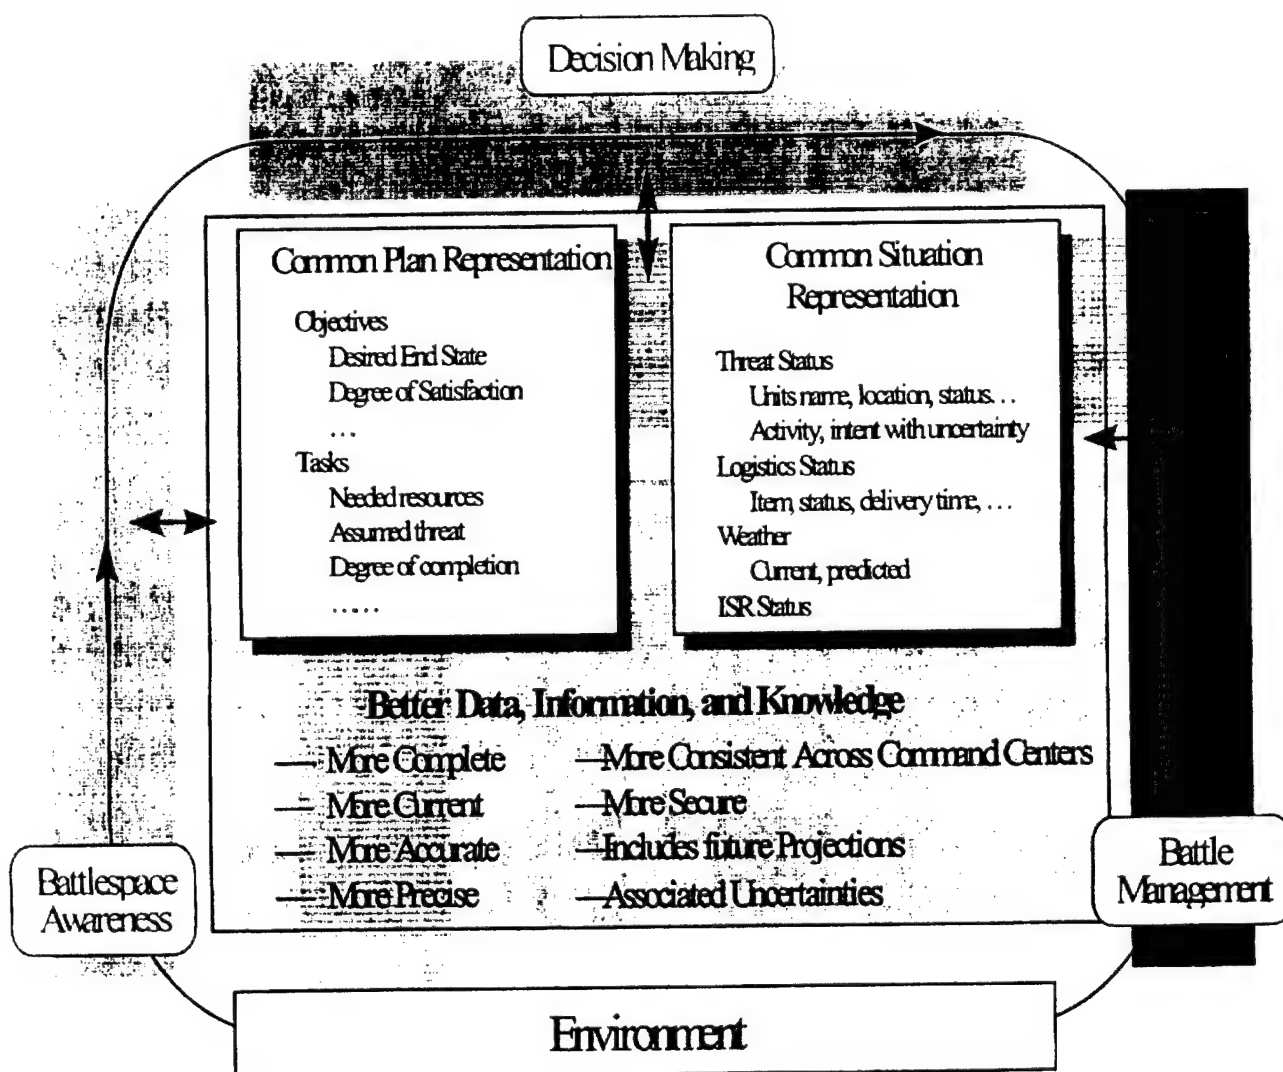 Decision Making
Common Plan Representation
Objectives
Desired End State
Degree of Satisfaction
...
Tasks
Needed resources
Assumed threat
Degree of completion
......
Common Situation
Representation
Threat Status
Units name, location, status...
Activity, intent with uncertainty
Logistics Status
Item, status, delivery time, ...
Weather
Current, predicted
ISR Status
Better Data, Information, and Knowledge
— More Complete
— More Current
— More Accurate
— More Precise
—More Consistent Across Command Centers
—More Secure
—Includes future Projections
—Associated Uncertainties
Battlespace
Awareness
Battle
Management
Environment